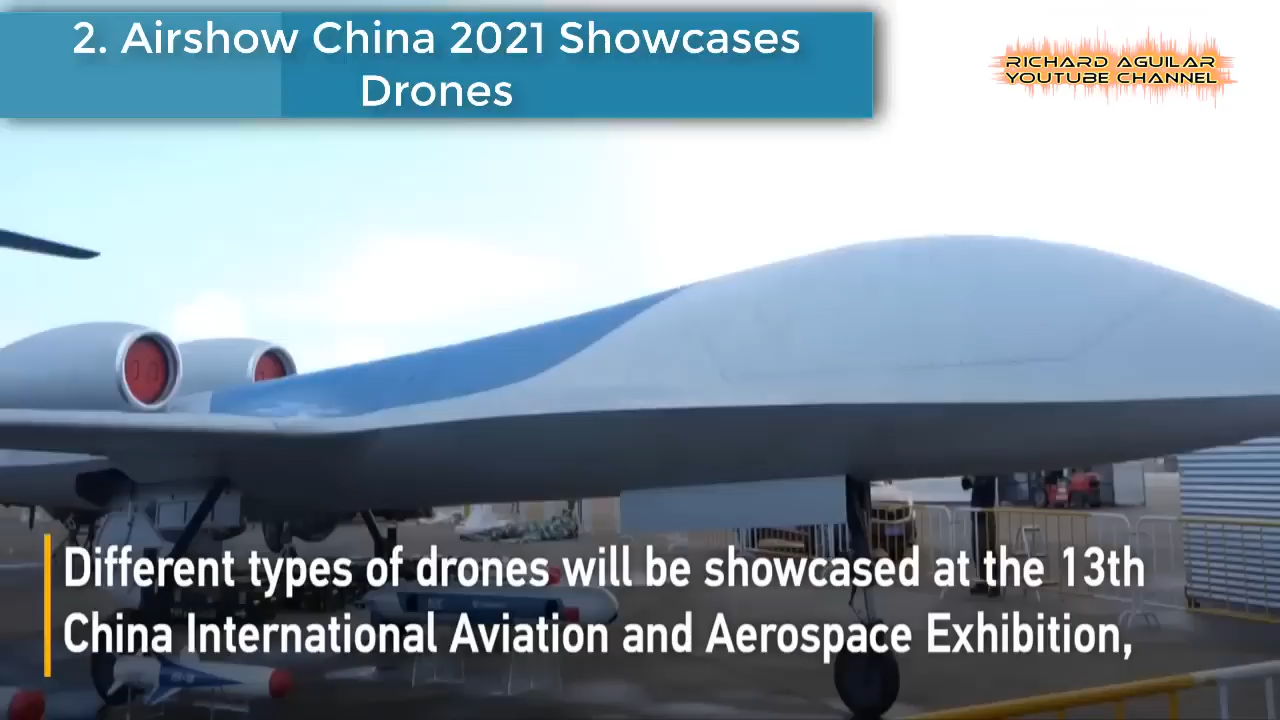 2. Airshow China 2021 Showcases
Drones
RICHARD AGUILAR
YOUTUBE CHANNEL
Different types of drones will be showcased at the 13th
China International Aviation and Aerospace Exhibition,